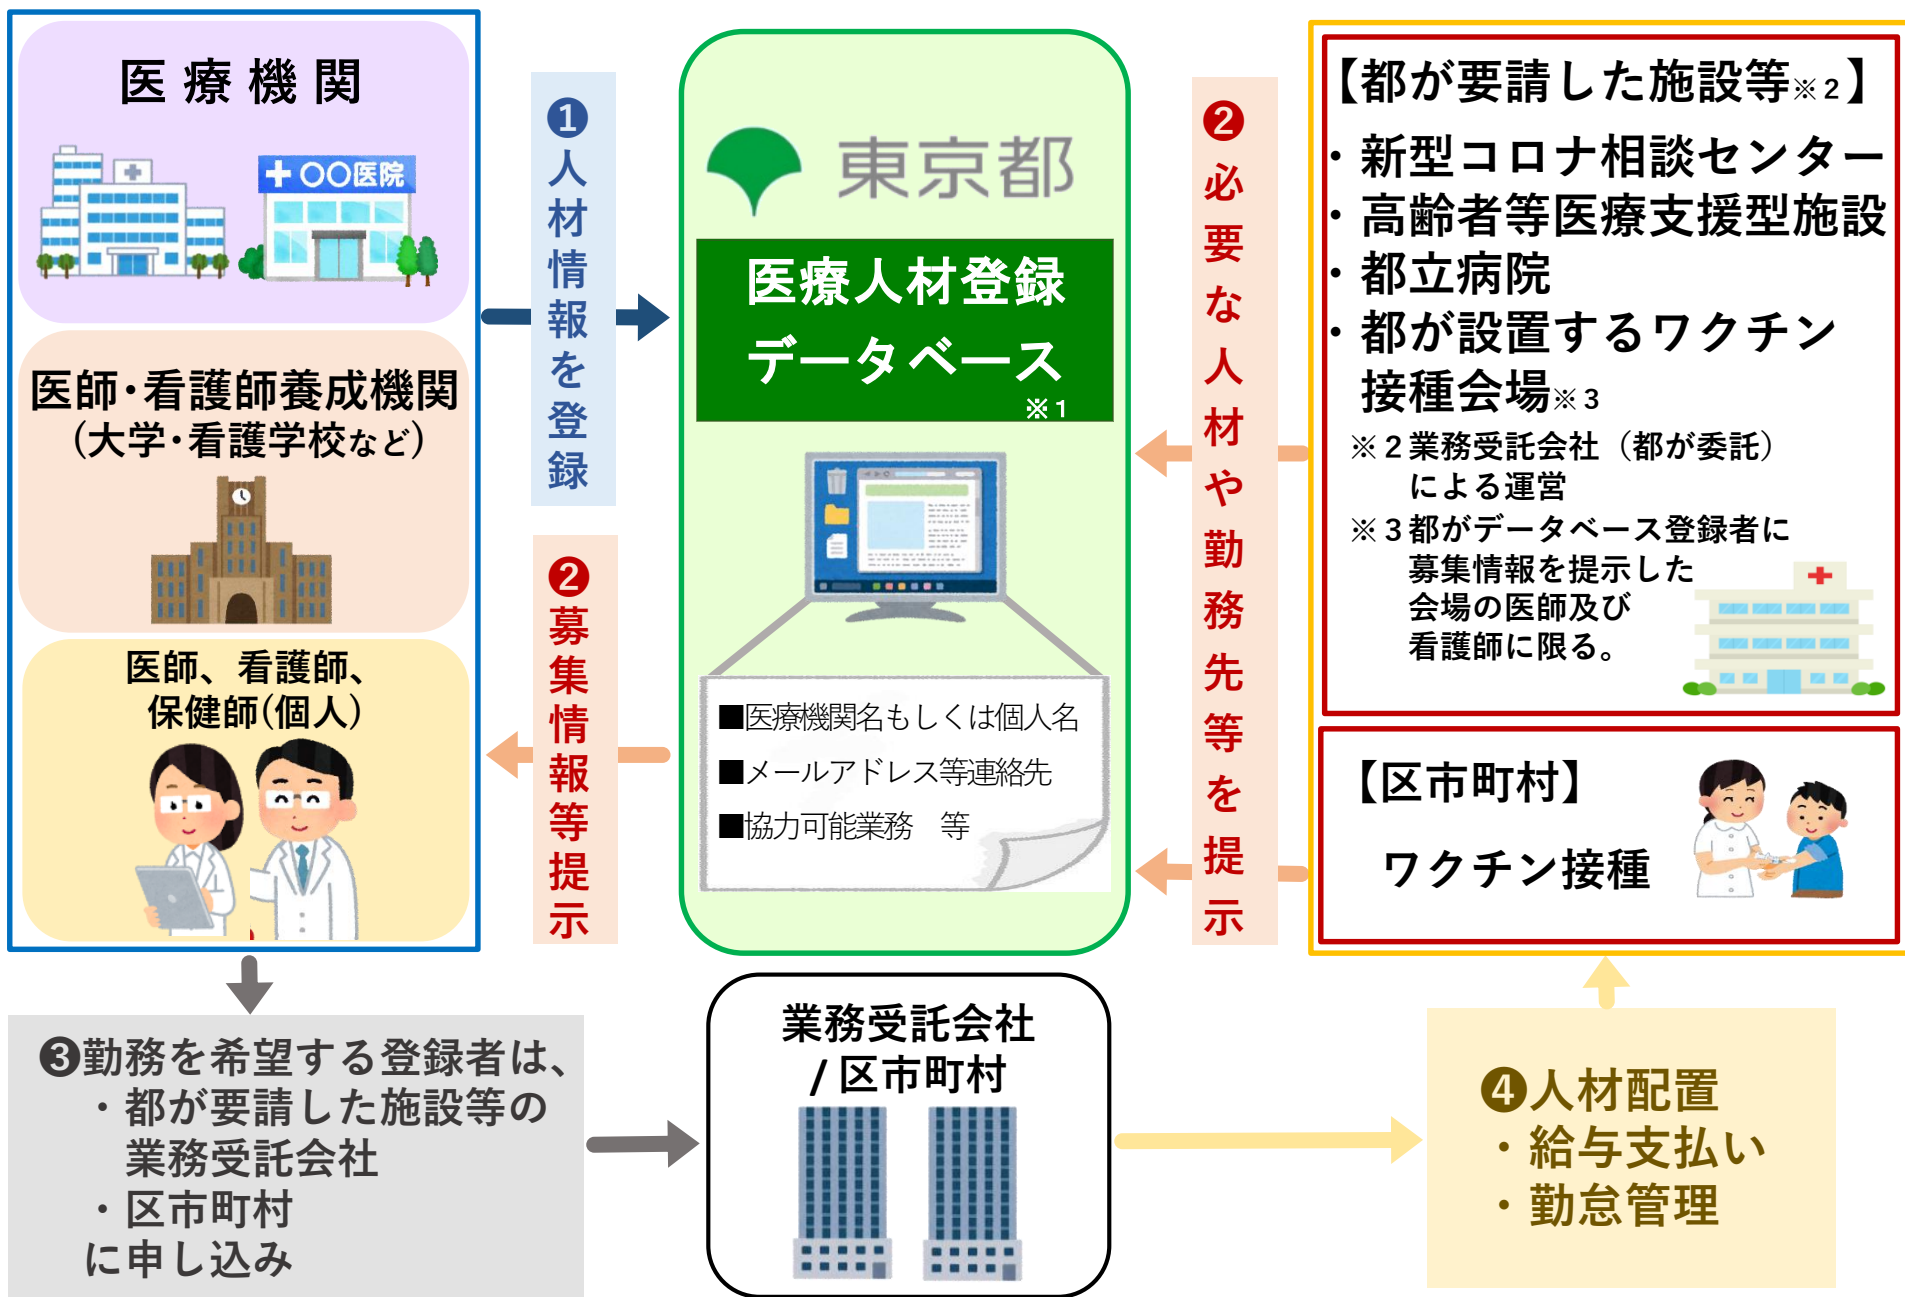 医療機関
〇〇医院
医師・看護師養成機関
(大学・看護学校など)
医師、看護師、
保健師(個人)
❶人材情報を登録
❷募集情報等提示
東京都
医療人材登録
データベース
※1
■医療機関名もしくは個人名
■メールアドレス等連絡先
■協力可能業務 等
❷必要な人材や勤務先等を提示
【都が要請した施設等※2】
・新型コロナ相談センター
・高齢者等医療支援型施設
・都立病院
・都が設置するワクチン
接種会場※3
※2業務受託会社（都が委託）
による運営
※3都がデータベース登録者に
募集情報を提示した
会場の医師及び
看護師に限る。
【区市町村】
ワクチン接種
❸勤務を希望する登録者は、
・都が要請した施設等の
業務受託会社
・区市町村
に申し込み
業務受託会社
/区市町村
❹人材配置
・給与支払い
・勤怠管理